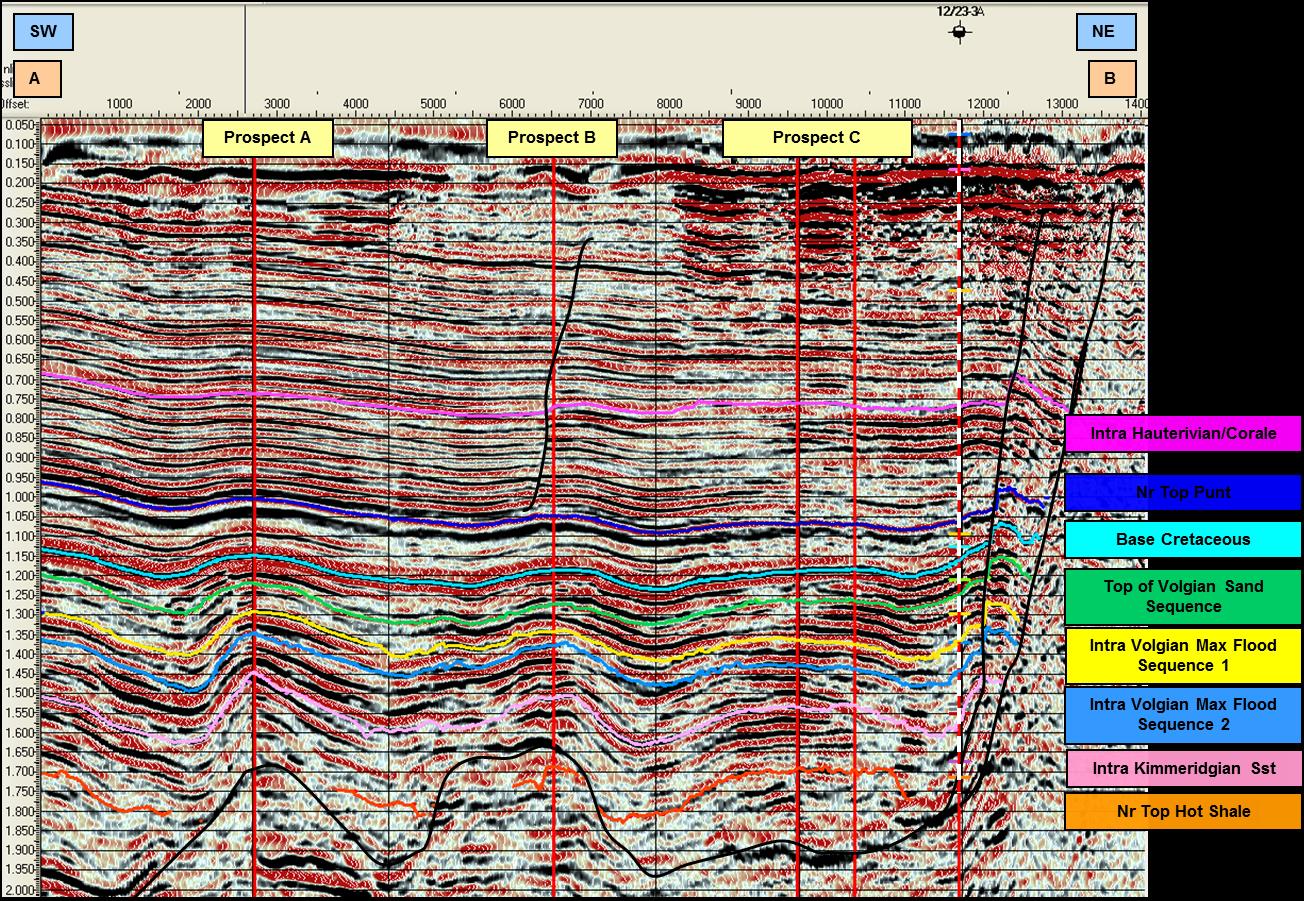 12/23-3A
SW
NE
A
B
Offset: 1000 2000 3000 4000 5000 6000 7000 8000 9000 10000 11000 12000 13000 1400
Prospect A
Prospect B
Prospect C
0.050
0.100
0.150
0.200
0.250
0.300
0.350
0.400
0.450
0.500
0.550
0.600
0.650
0.700
0.750
0.800
0.850
0.900
0.950
1.000
1.050
1.100
1.150
1.200
1.250
1.300
1.350
1.400
1.450
1.500
1.550
1.600
1.650
1.700
1.750
1.800
1.850
1.900
1.950
2.000
Intra Hauterivian/Corale
Nr Top Punt
Base Cretaceous
Top of Volgian Sand
Sequence
Intra Volgian Max Flood
Sequence 1
Intra Volgian Max Flood
Sequence 2
Intra Kimmeridgian Sst
Nr Top Hot Shale